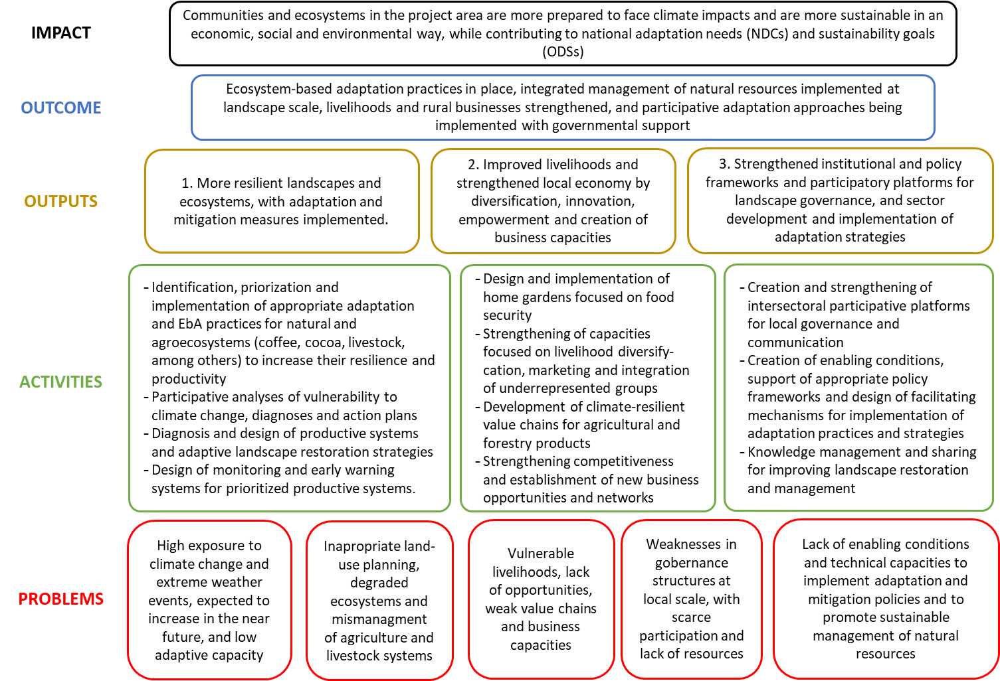 IMPACT
Communities and ecosystems in the project area are more prepared to face climate impacts and are more sustainable in an
economic, social and environmental way, while contributing to national adaptation needs (NDCs) and sustainability goals
(ODSs)
OUTCOME
Ecosystem-based adaptation practices in place, integrated management of natural resources implemented at
landscape scale, livelihoods and rural businesses strengthened, and participative adaptation approaches being
implemented with governmental support
OUTPUTS
1. More resilient landscapes and
ecosystems, with adaptation and
mitigation measures implemented.
2. Improved livelihoods and
strengthened local economy by
diversification, innovation,
empowerment and creation of
business capacities
3. Strengthened institutional and policy
frameworks and participatory platforms for
landscape governance, and sector
development and implementation of
adaptation strategies
ACTIVITIES
- Identification, priorization and
implementation of appropriate adaptation
and EbA practices for natural and
agroecosystems (coffee, cocoa, livestock,
among others) to increase their resilience and
productivity
- Participative analyses of vulnerability to
climate change, diagnoses and action plans
- Diagnosis and design of productive systems
and adaptive landscape restoration strategies
- Design of monitoring and early warning
systems for prioritized productive systems.
- Design and implementation of
home gardens focused on food
security
- Strengthening of capacities
focused on livelihood diversify-
cation, marketing and integration
of underrepresented groups
- Development of climate-resilient
value chains for agricultural and
forestry products
- Strengthening competitiveness
and establishment of new business
opportunities and networks
- Creation and strengthening of
intersectoral participative platforms
for local governance and
communication
- Creation of enabling conditions,
support of appropriate policy
frameworks and design of facilitating
mechanisms for implementation of
adaptation practices and strategies
- Knowledge management and sharing
for improving landscape restoration
and management
PROBLEMS
High exposure to
climate change and
extreme weather
events, expected to
increase in the near
future, and low
adaptive capacity
Inapropriate land-
use planning,
degraded
ecosystems and
mismanagment
of agriculture and
livestock systems
Vulnerable
livelihoods, lack
of opportunities,
weak value chains
and business
capacities
Weaknesses in
gobernance
structures at
local scale, with
scarce
participation and
lack of resources
Lack of enabling conditions
and technical capacities to
implement adaptation and
mitigation policies and to
promote sustainable
management of natural
resources